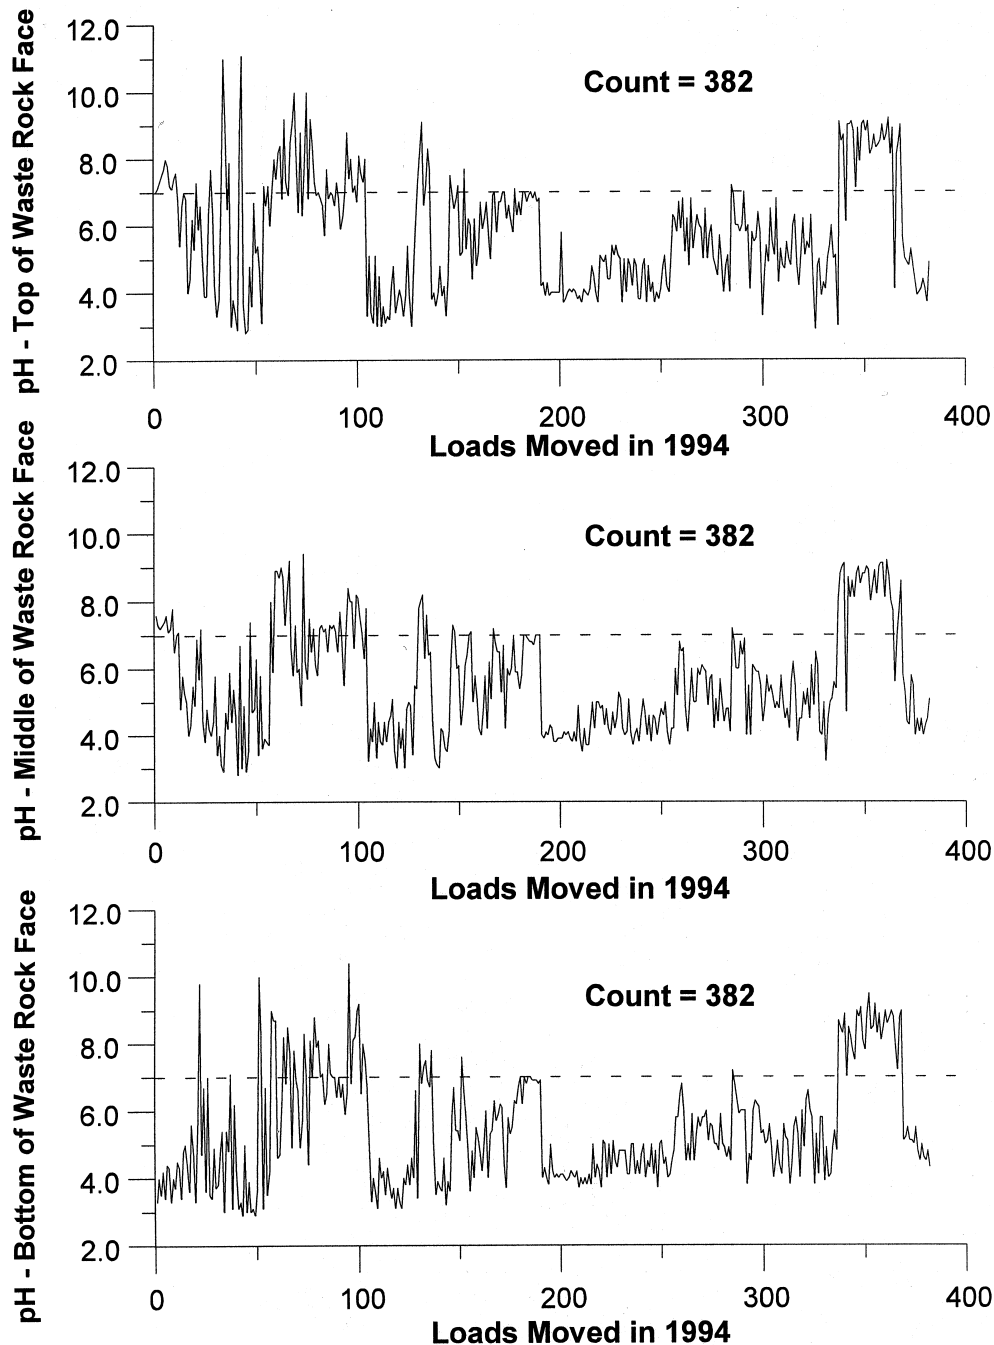 pH - Top of Waste Rock Face
12.0
10.0
8.0
6.0
4.0
2.0
Count = 382
0 100 200 300 400
Loads Moved in 1994
pH - Middle of Waste Rock Face
12.0
10.0
8.0
6.0
4.0
2.0
Count = 382
0 100 200 300 400
Loads Moved in 1994
pH - Bottom of Waste Rock Face
12.0
10.0
8.0
6.0
4.0
2.0
Count = 382
0 100 200 300 400
Loads Moved in 1994